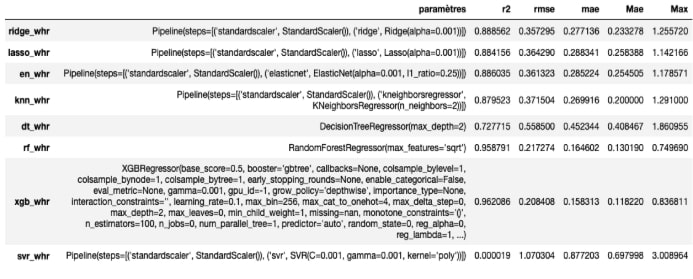 paramètres r2 rmse mae Mae Max
ridge_whr Pipeline(steps=[('standardscaler', StandardScaler()), ('ridge', Ridge(alpha=0.001))]) 0.888562 0.357295 0.277136 0.233278 1.255720
lasso_whr Pipeline(steps=[('standardscaler', StandardScaler()), ('lasso', Lasso(alpha=0.001))]) 0.884156 0.364290 0.288341 0.258388 1.142166
en_whr Pipeline(steps=[('standardscaler', StandardScaler()), ('elasticnet', ElasticNet(alpha=0.001, l1_ratio=0.25))]) 0.886035 0.361323 0.285224 0.254505 1.178571
knn_whr Pipeline(steps=[('standardscaler', StandardScaler()), ('kneighborsregressor',
KNeighborsRegressor(n_neighbors=2))]) 0.879523 0.371504 0.269916 0.200000 1.291000
dt_whr DecisionTreeRegressor(max_depth=2) 0.727715 0.558500 0.452344 0.408467 1.860955
rf_whr RandomForestRegressor(max_features='sqrt') 0.958791 0.217274 0.164602 0.130190 0.749690
XGBRegressor(base_score=0.5, booster='gbtree', callbacks=None, colsample_bylevel=1,
colsample_bynode=1, colsample_bytree=1, early_stopping_rounds=None, enable_categorical=False,
eval_metric=None, gamma=0.001, gpu_id=-1, grow_policy='depthwise', importance_type=None,
xgb_whr interaction_constraints='', learning_rate=0.1, max_bin=256, max_cat_to_onehot=4, max_delta_step=0, 0.962086 0.208408 0.158313 0.118220 0.836811
max_depth=2, max_leaves=0, min_child_weight=1, missing=nan, monotone_constraints='()',
n_estimators=100, n_jobs=0, num_parallel_tree=1, predictor='auto', random_state=0, reg_alpha=0,
reg_lambda=1, ...)
svr_whr Pipeline(steps=[('standardscaler', StandardScaler()), ('svr', SVR(C=0.001, gamma=0.001, kernel='poly'))]) 0.000019 1.070304 0.877203 0.697998 3.008964